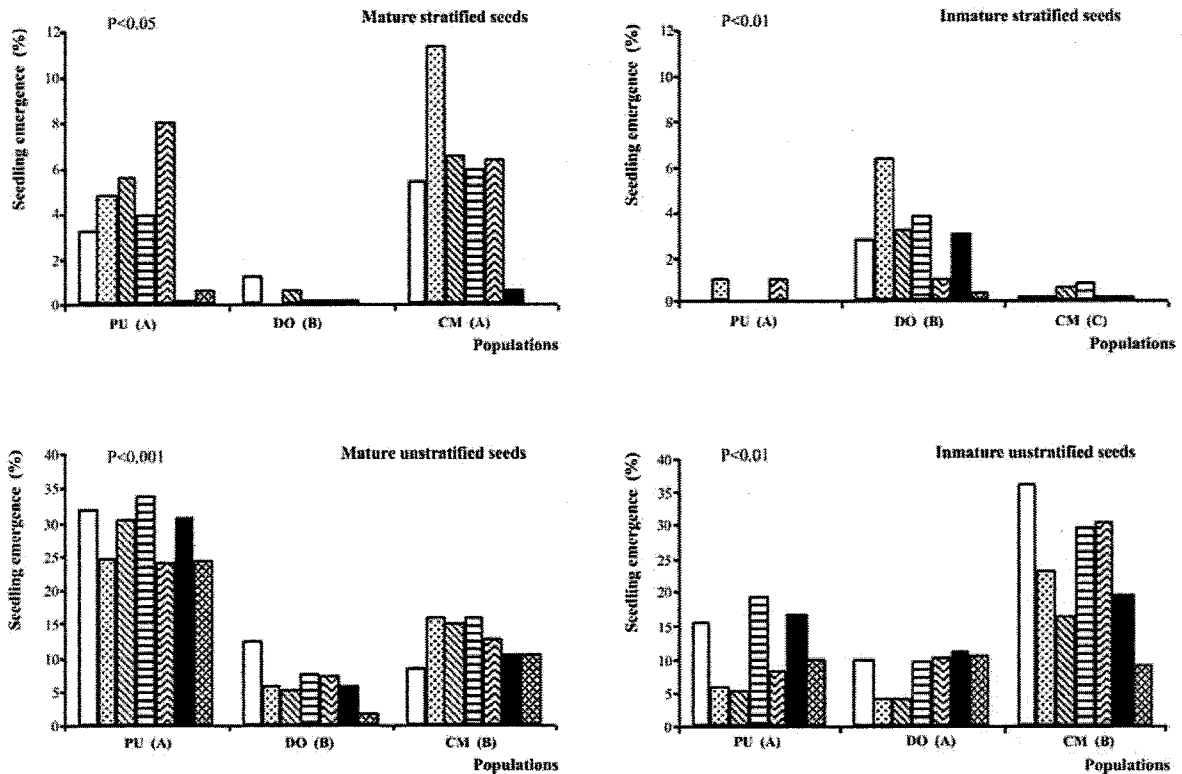 P<0.05
Mature stratified seeds
Seedling emergence (%)
12
10
8
6
4
2
0
PU (A)
DO (B)
CM (A)
Populations
P<0.01
Inmature stratified seeds
Seedling emergence (%)
12
10
8
6
4
2
0
PU (A)
DO (B)
CM (C)
Populations
P<0.001
Mature unstratified seeds
Seedling emergence (%)
40
35
30
25
20
15
10
5
0
PU (A)
DO (B)
CM (B)
Populations
P<0.01
Inmature unstratified seeds
Seedling emergence (%)
40
35
30
25
20
15
10
5
0
PU (A)
DO (A)
CM (B)
Populations